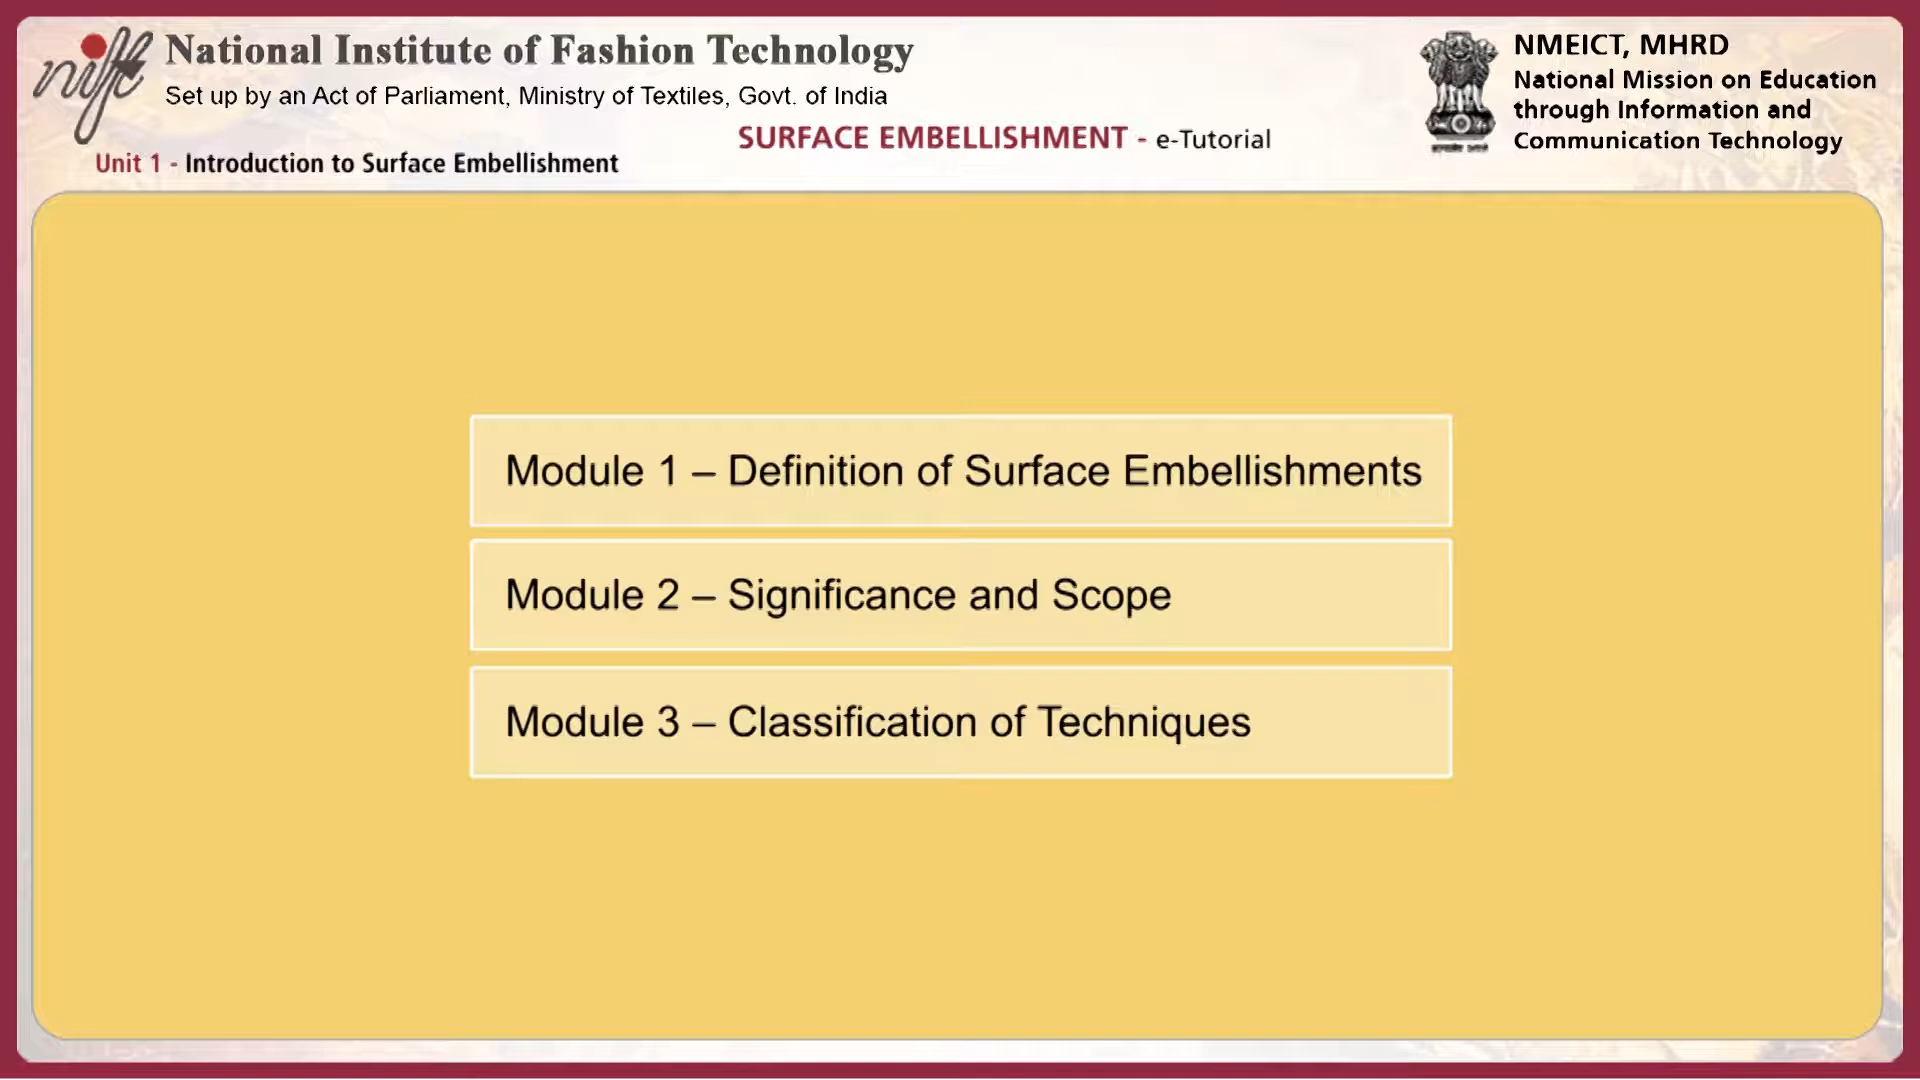 nift
National Institute of Fashion Technology
Set up by an Act of Parliament, Ministry of Textiles, Govt. of India
SURFACE EMBELLISHMENT - e-Tutorial
Unit 1 - Introduction to Surface Embellishment
NMEICT, MHRD
National Mission on Education
through Information and
Communication Technology
Module 1 – Definition of Surface Embellishments
Module 2 – Significance and Scope
Module 3 – Classification of Techniques